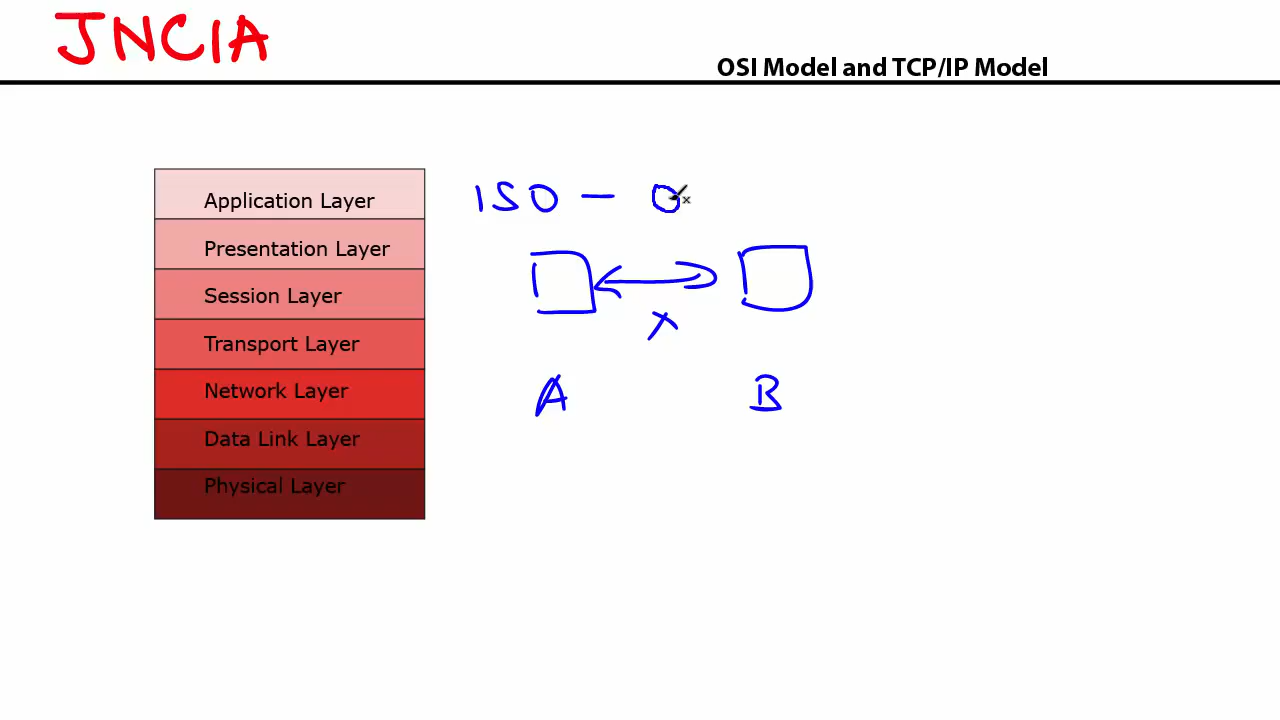 JNCIA
OSI Model and TCP/IP Model
Application Layer
Presentation Layer
Session Layer
Transport Layer
Network Layer
Data Link Layer
Physical Layer
ISO - O
X
A B